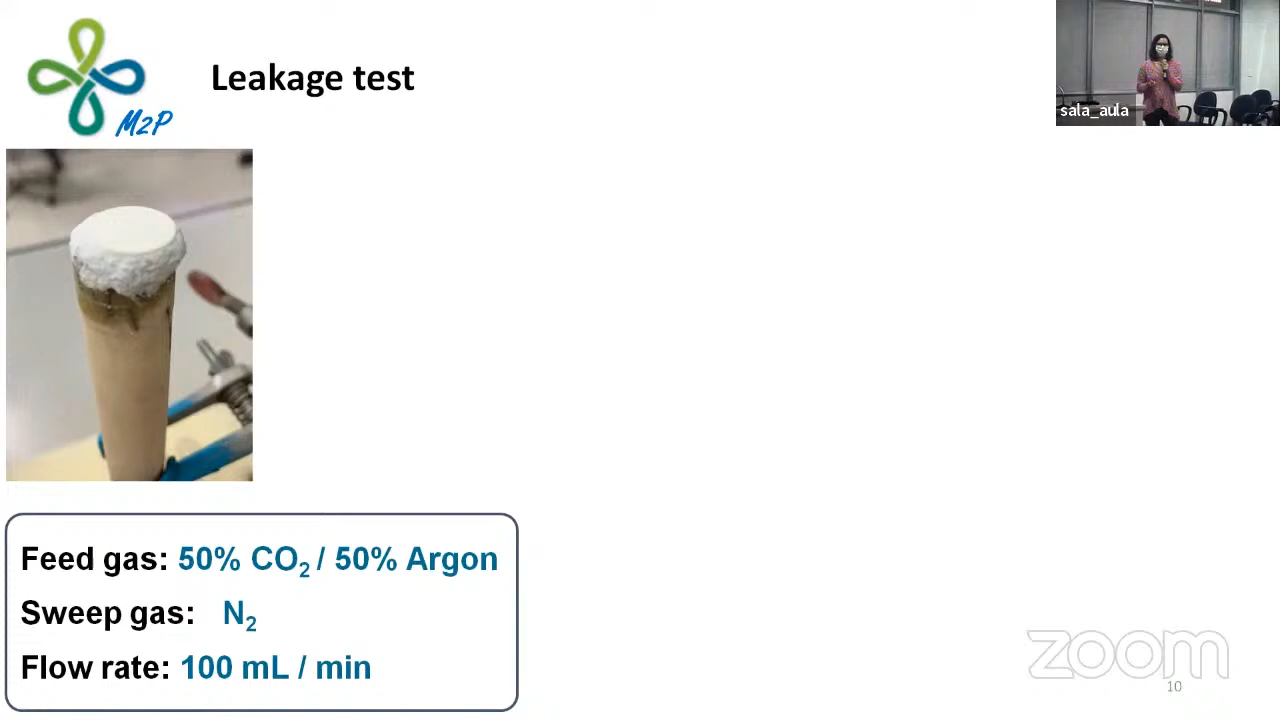 M2P
Leakage test
sala_aula
Feed gas: 50% CO₂ / 50% Argon
Sweep gas: N₂
Flow rate: 100 mL / min
zoom
10